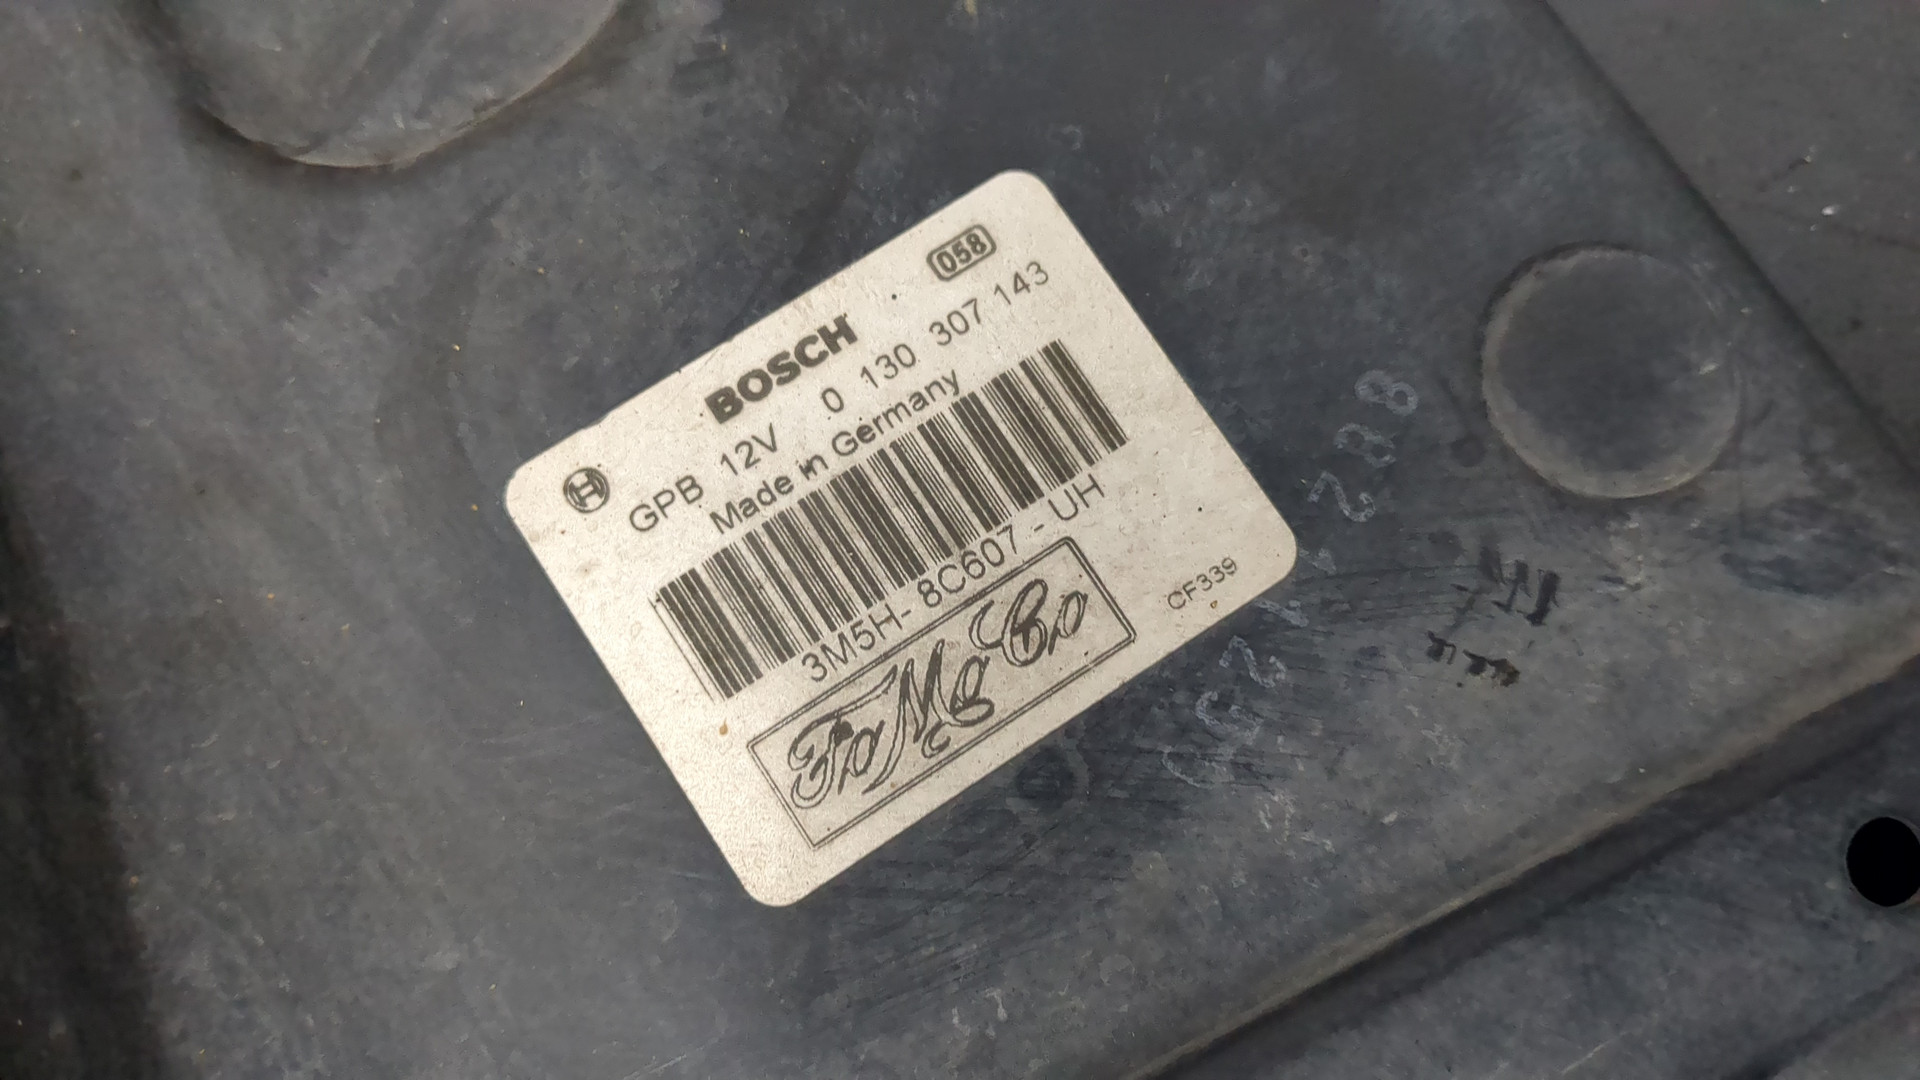 058
BOSCH
GPB 12V 0 130 307 143
Made in Germany
3M5H-8C607-UH
FoMoCo
CF339